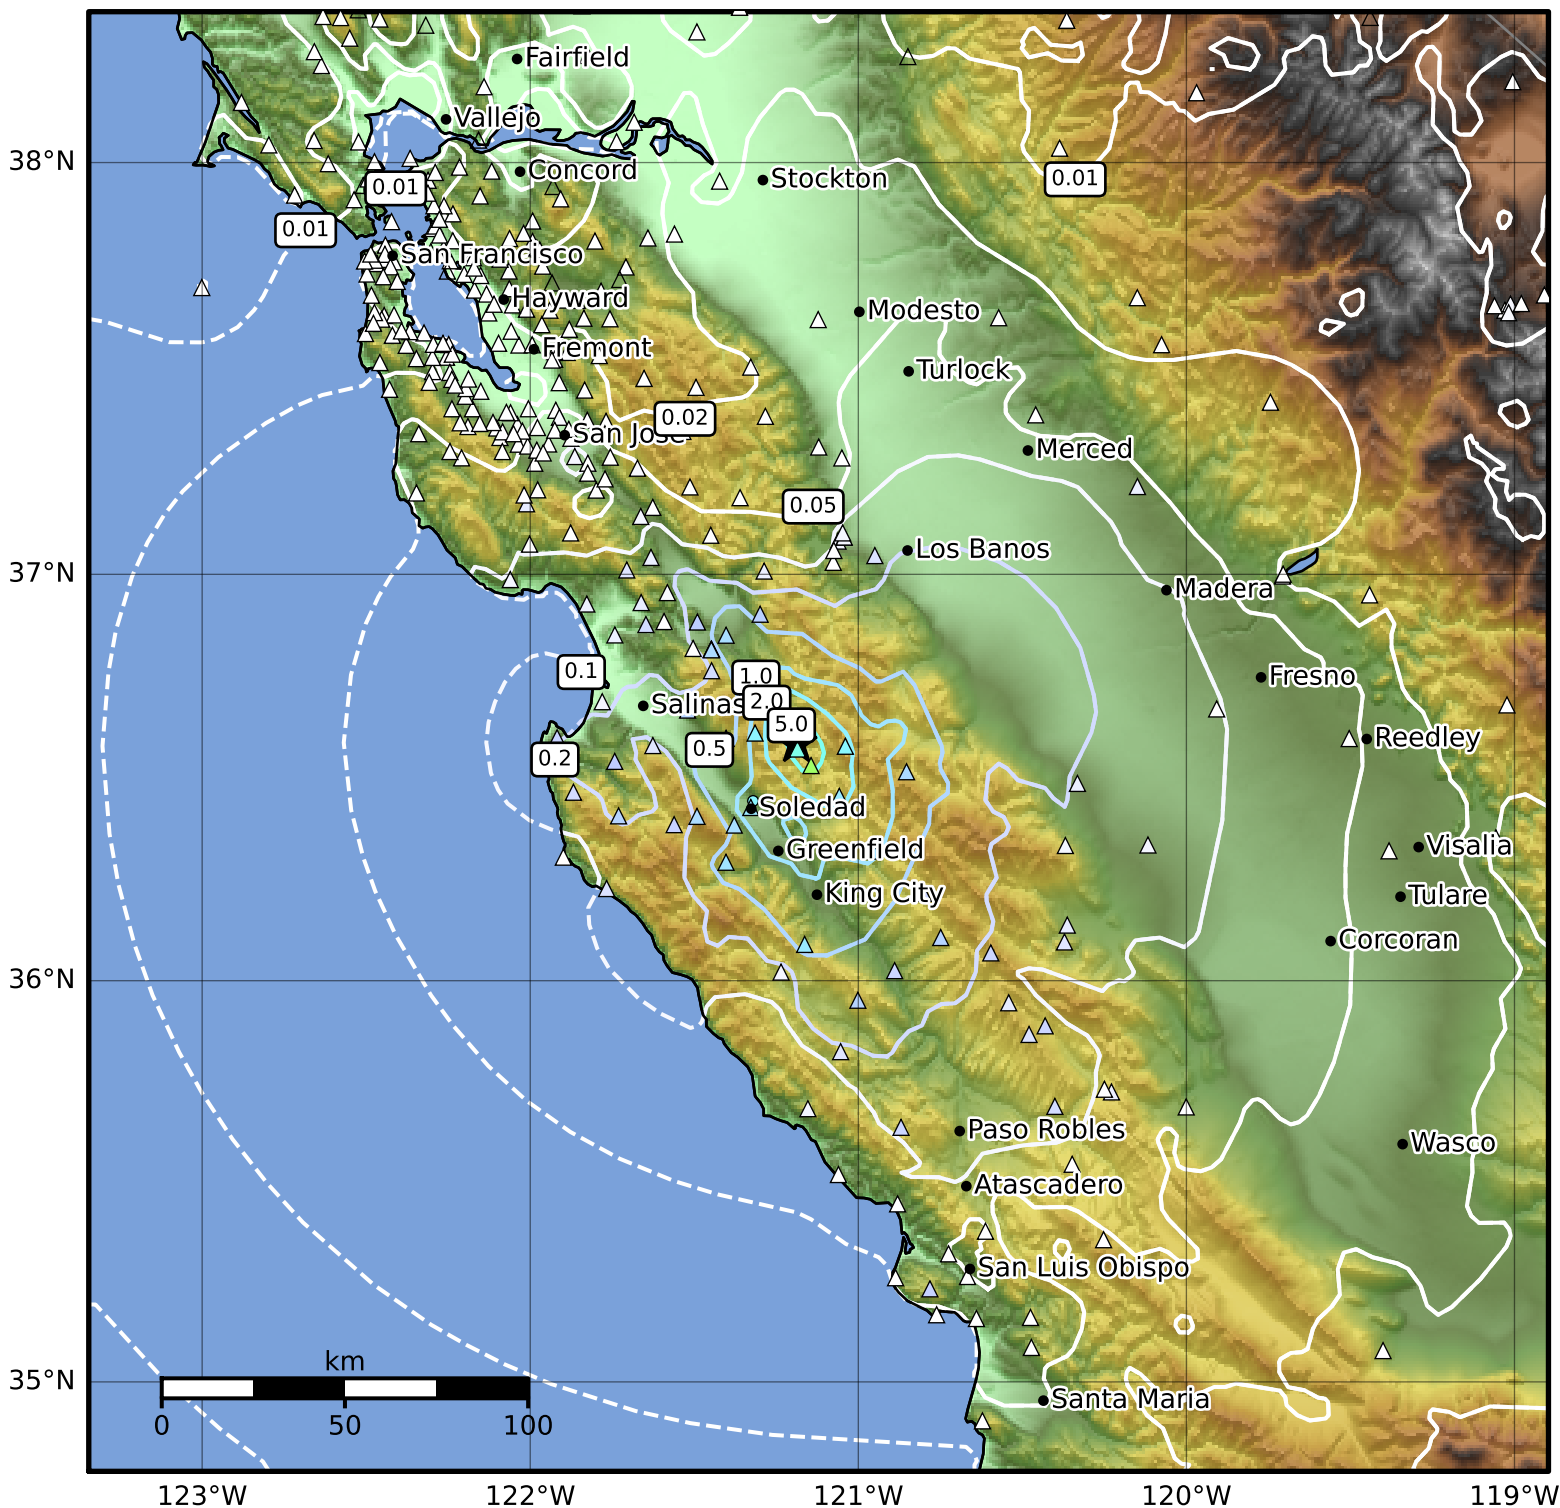 Fairfield
Vallejo
38°N
Concord
Stockton
0.01
0.01
0.01
San Francisco
Hayward
Modesto
Fremont
Turlock
0.02
San Jose
Merced
0.05
Los Banos
37°N
Madera
0.1
1.0
Fresno
2.0
Salinas
5.0
Reedley
0.5
0.2
Soledad
Greenfield
Visalia
King City
Tulare
Corcoran
36°N
Paso Robles
Wasco
Atascadero
San Luis Obispo
km
35°N
Santa Maria
0 50 100
123°W 122°W 121°W 120°W 119°W